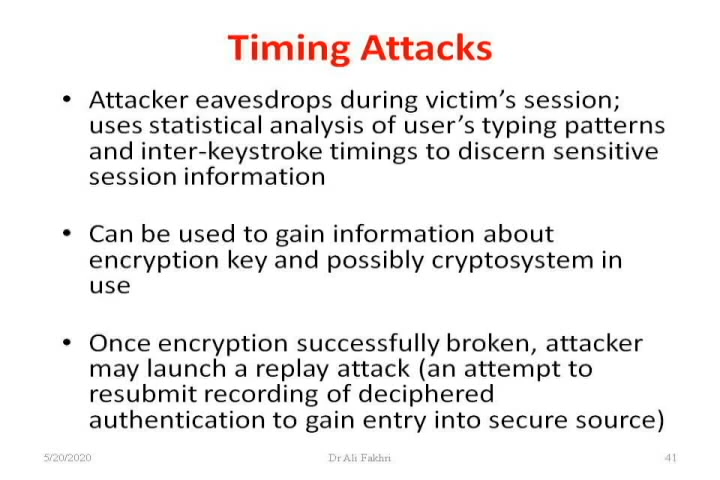 Timing Attacks
• Attacker eavesdrops during victim's session;
uses statistical analysis of user's typing patterns
and inter-keystroke timings to discern sensitive
session information
• Can be used to gain information about
encryption key and possibly cryptosystem in
use
• Once encryption successfully broken, attacker
may launch a replay attack (an attempt to
resubmit recording of deciphered
authentication to gain entry into secure source)
5/20/2020
Dr Ali Fakhri
41